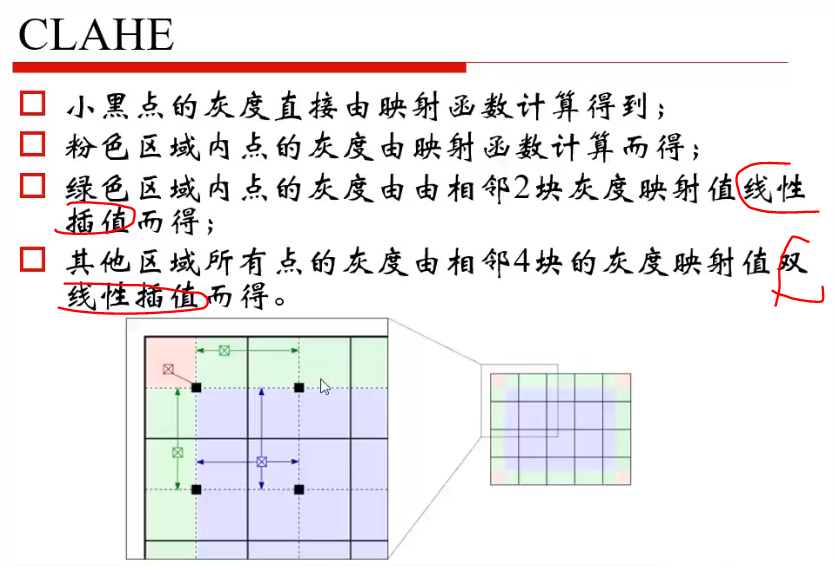 CLAHE
小黑点的灰度直接由映射函数计算得到；
粉色区域内点的灰度由映射函数计算而得；
绿色区域内点的灰度由由相邻2块灰度映射值线性
插值而得；
其他区域所有点的灰度由相邻4块的灰度映射值双
线性插值而得。